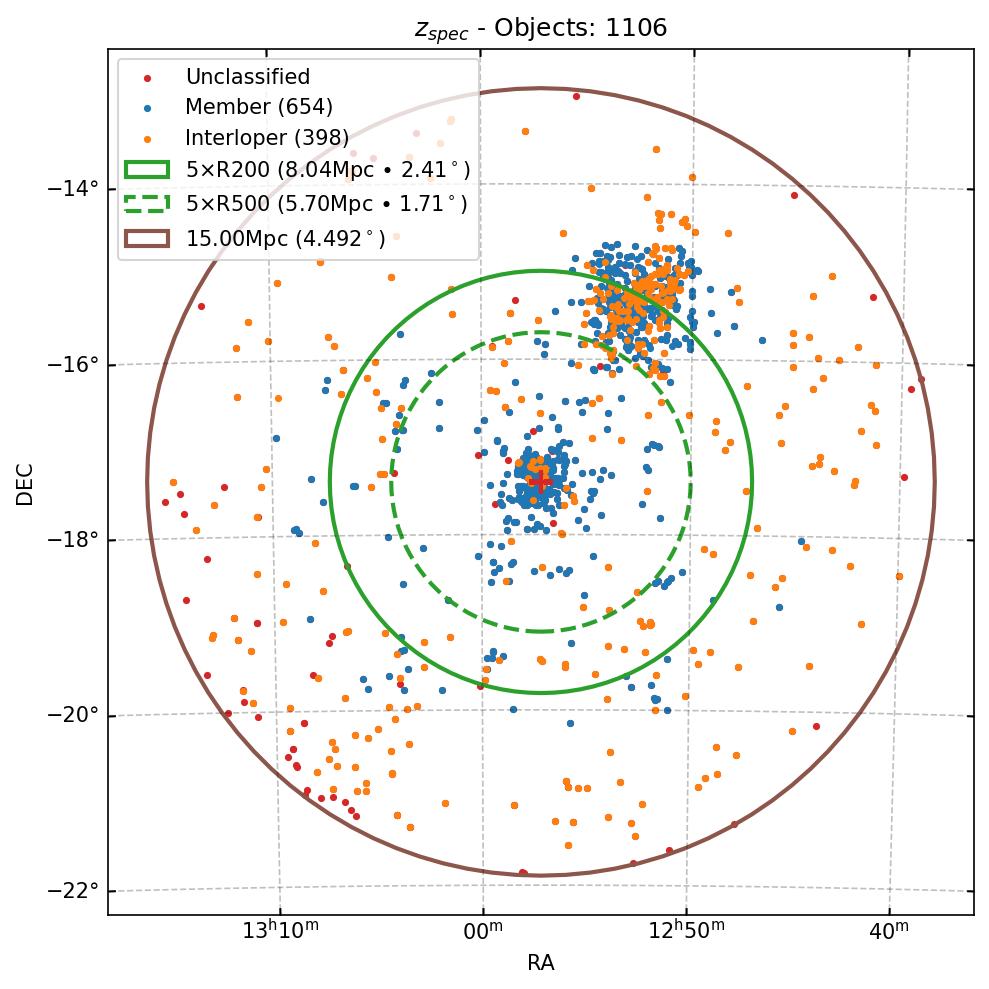 z_spec - Objects: 1106
Unclassified
Member (654)
Interloper (398)
5×R200 (8.04Mpc • 2.41°)
5×R500 (5.70Mpc • 1.71°)
15.00Mpc (4.492°)
−14°
−16°
−18°
−20°
−22°
DEC
13ʰ10ᵐ
00ᵐ
12ʰ50ᵐ
40ᵐ
RA